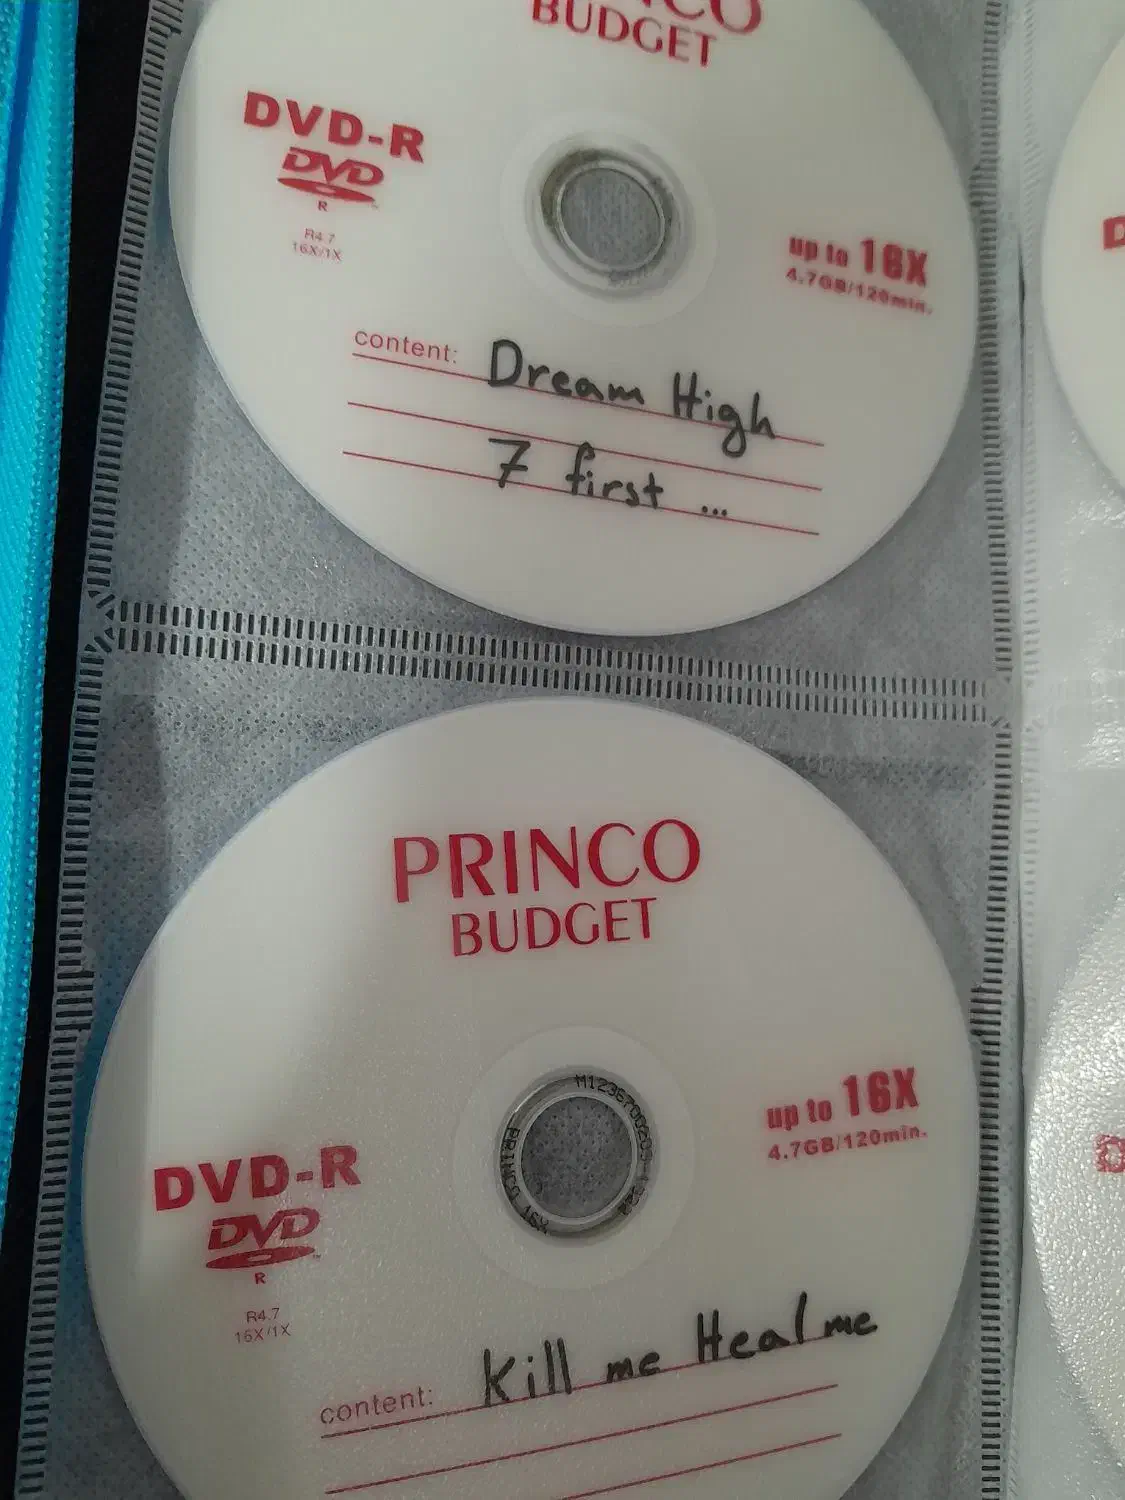 PRINCO
BUDGET
DVD-R
DVD
R
R4.7
16X/1X
up to 16X
4.7GB/120min.
content: Dream High
7 first ...
PRINCO
BUDGET
DVD-R
DVD
R
R4.7
16X/1X
up to 16X
4.7GB/120min.
PRINCO 16X
content: Kill me Heal me